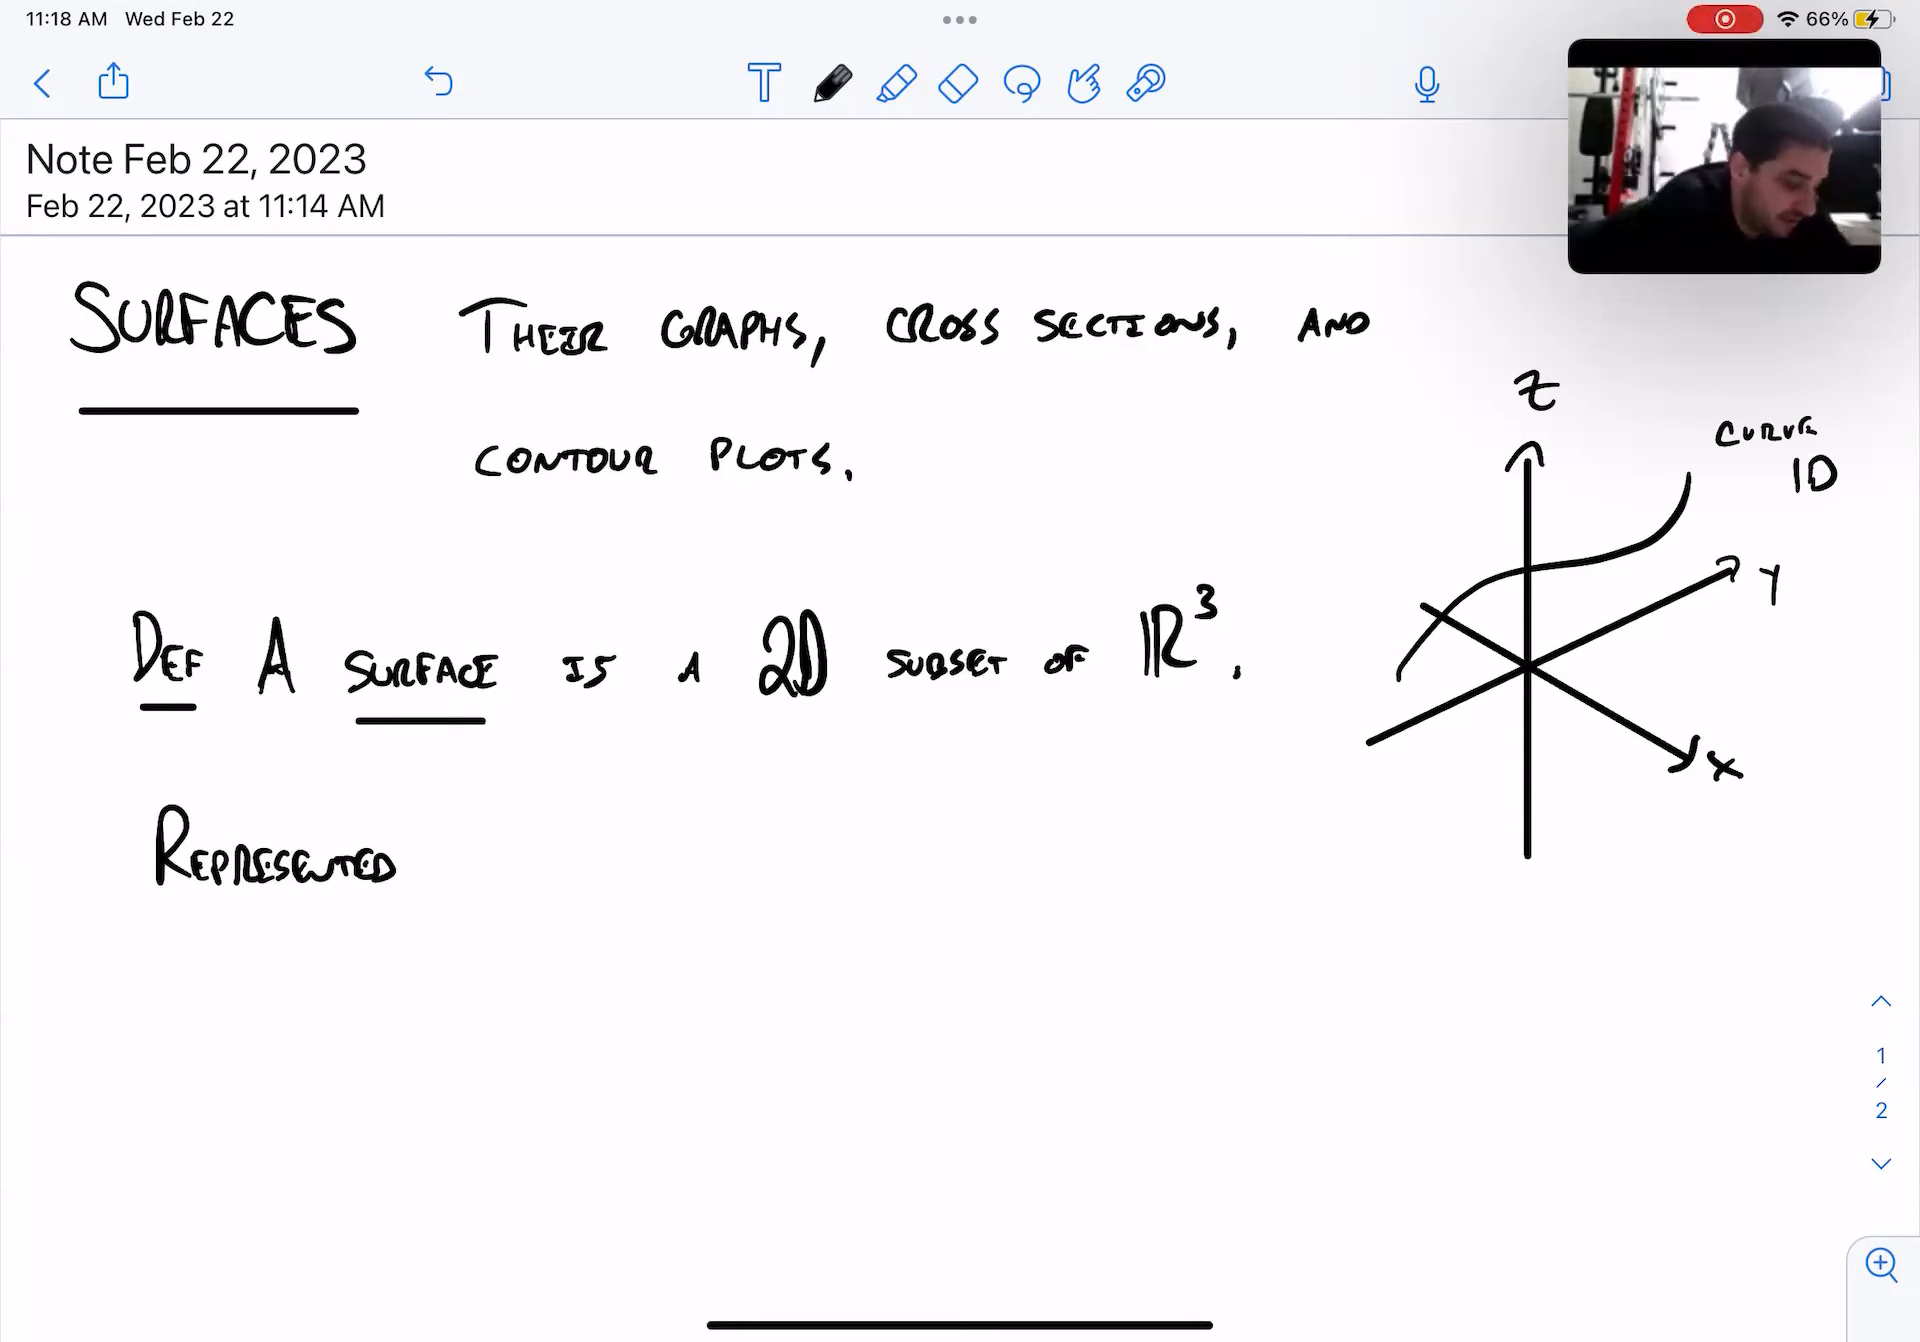 11:18 AM Wed Feb 22
66%
Note Feb 22, 2023
Feb 22, 2023 at 11:14 AM
SURFACES THEIR GRAPHS, CROSS SECTIONS, AND
CONTOUR PLOTS.
Z
CURVE
1D
Y
X
DEF A SURFACE IS A 2D SUBSET OF ℝ³.
REPRESENTED
1
/
2